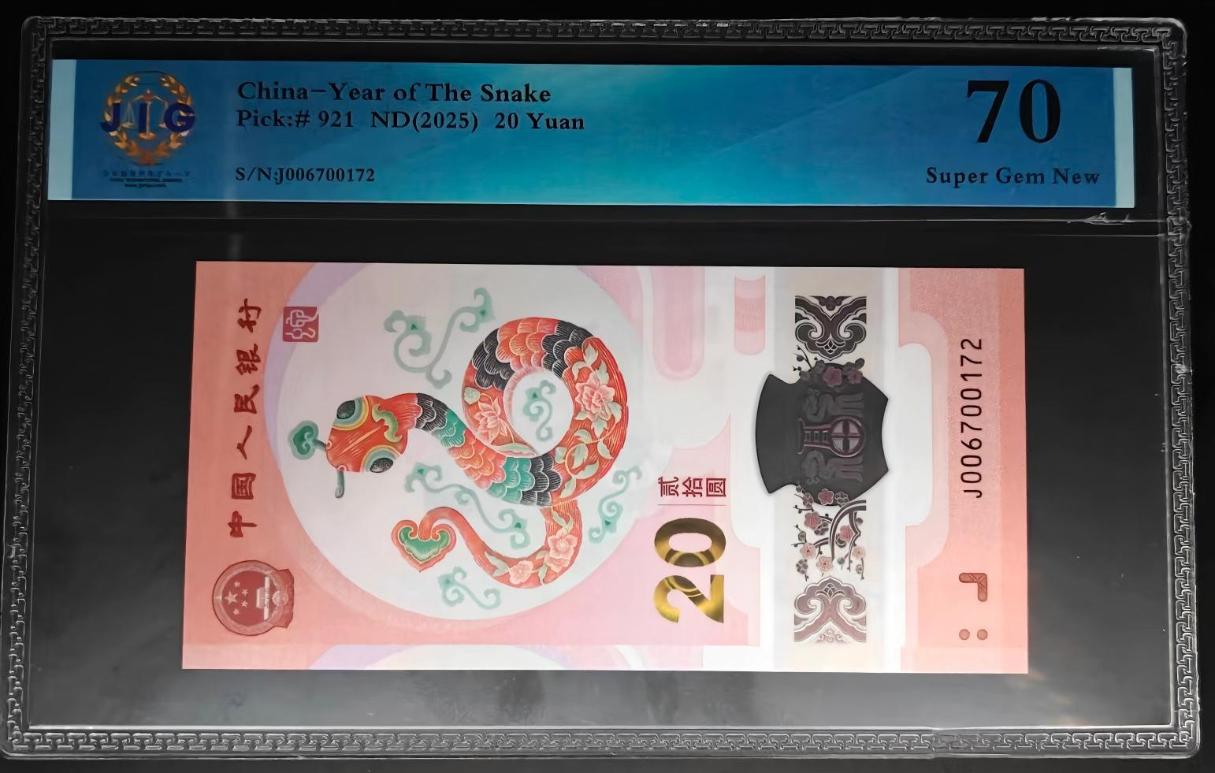 JIG
China-Year of The Snake
Pick:# 921 ND(2025) 20 Yuan
S/N:J006700172
70
Super Gem New
中国人民银行
贰拾圆
20
J006700172